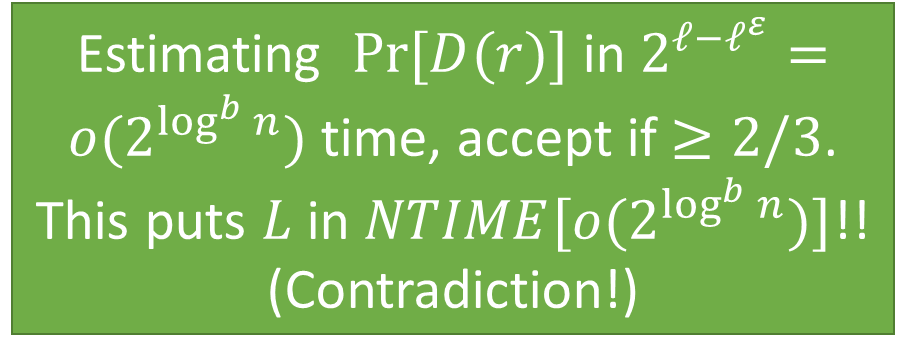 Estimating Pr[D(r)] in 2^{ℓ−ℓ^ε} =
o(2^{log^b n}) time, accept if ≥ 2/3.
This puts L in NTIME[o(2^{log^b n})]!!
(Contradiction!)